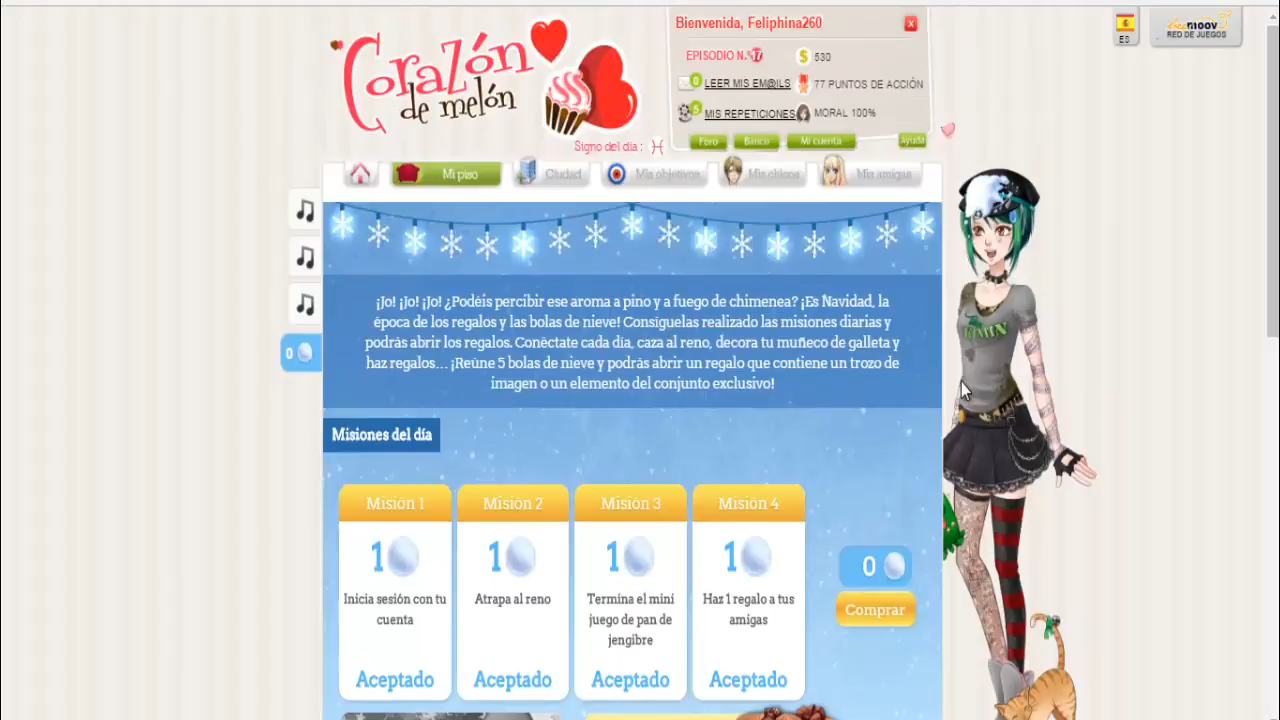 Corazón
de melón
Signo del día :
Bienvenida, Feliphina260
x
EPISODIO N.º 17
530
0
LEER MIS EM@ILS
77 PUNTOS DE ACCIÓN
5
MIS REPETICIONES
MORAL 100%
Foro
Banco
Mi cuenta
Ayuda
ES
RED DE JUEGOS
Mi piso
Ciudad
Mis objetivos
Mis chicos
Mis amigas
0
¡Jo! ¡Jo! ¡Jo! ¿Podéis percibir ese aroma a pino y a fuego de chimenea? ¡Es Navidad, la
época de los regalos y las bolas de nieve! Consíguelas realizado las misiones diarias y
podrás abrir los regalos. Conéctate cada día, caza al reno, decora tu muñeco de galleta y
haz regalos... ¡Reúne 5 bolas de nieve y podrás abrir un regalo que contiene un trozo de
imagen o un elemento del conjunto exclusivo!
Misiones del día
Misión 1
1
Inicia sesión con tu
cuenta
Aceptado
Misión 2
1
Atrapa al reno
Aceptado
Misión 3
1
Termina el mini
juego de pan de
jengibre
Aceptado
Misión 4
1
Haz 1 regalo a tus
amigas
Aceptado
0
Comprar